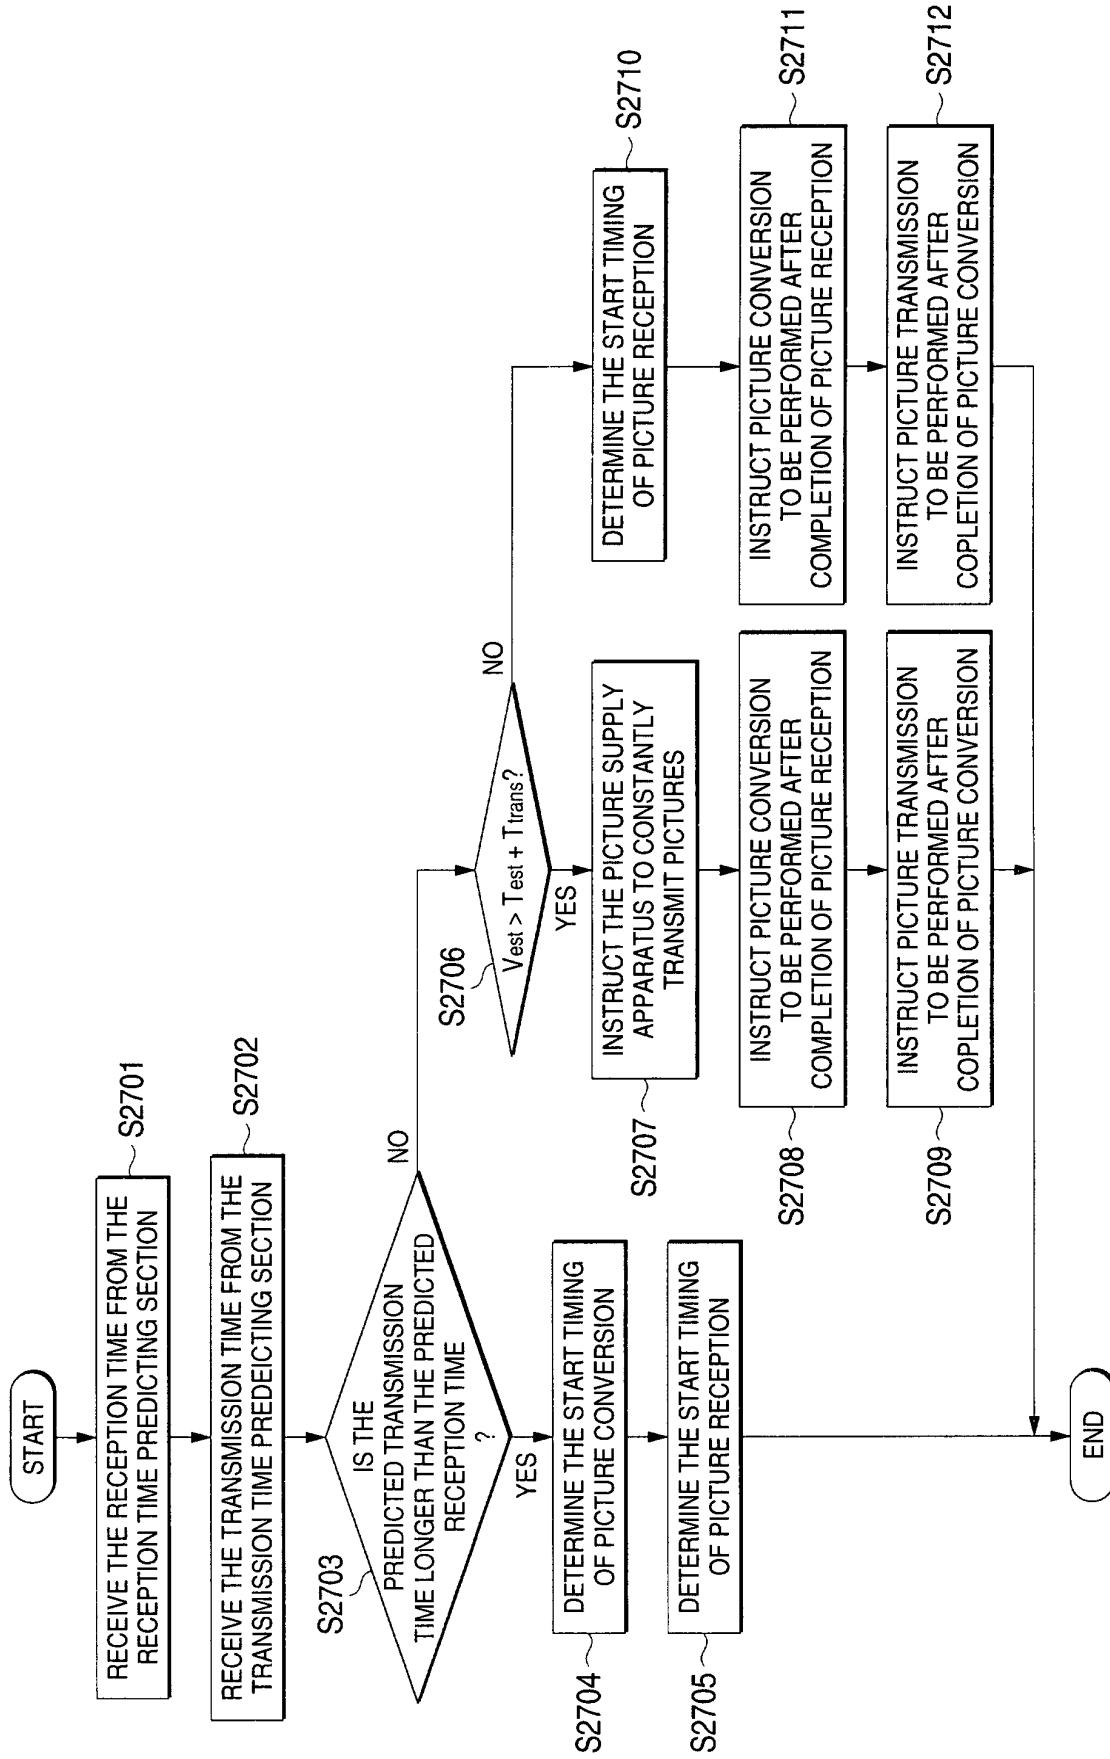 START
RECEIVE THE RECEPTION TIME FROM THE
RECEPTION TIME PREDICTING SECTION
S2701
RECEIVE THE TRANSMISSION TIME FROM THE
TRANSMISSION TIME PREDEICTING SECTION
S2702
S2703
IS THE
PREDICTED TRANSMISSION
TIME LONGER THAN THE PREDICTED
RECEPTION TIME
?
NO
YES
DETERMINE THE START TIMING
OF PICTURE CONVERSION
S2704
DETERMINE THE START TIMING
OF PICTURE RECEPTION
S2705
S2706
Vest > Test + Ttrans?
NO
YES
INSTRUCT THE PICTURE SUPPLY
APPARATUS TO CONSTANTLY
TRANSMIT PICTURES
S2707
INSTRUCT PICTURE CONVERSION
TO BE PERFORMED AFTER
COMPLETION OF PICTURE RECEPTION
S2708
INSTRUCT PICTURE TRANSMISSION
TO BE PERFORMED AFTER
COPLETION OF PICTURE CONVERSION
S2709
DETERMINE THE START TIMING
OF PICTURE RECEPTION
S2710
INSTRUCT PICTURE CONVERSION
TO BE PERFORMED AFTER
COMPLETION OF PICTURE RECEPTION
S2711
INSTRUCT PICTURE TRANSMISSION
TO BE PERFORMED AFTER
COPLETION OF PICTURE CONVERSION
S2712
END